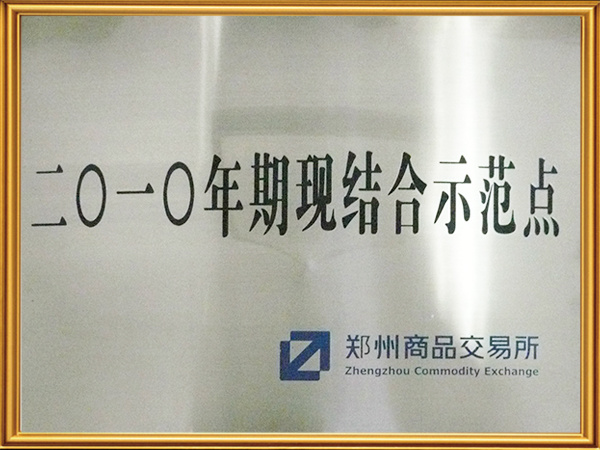 二〇一〇年期现结合示范点
郑州商品交易所
Zhengzhou Commodity Exchange